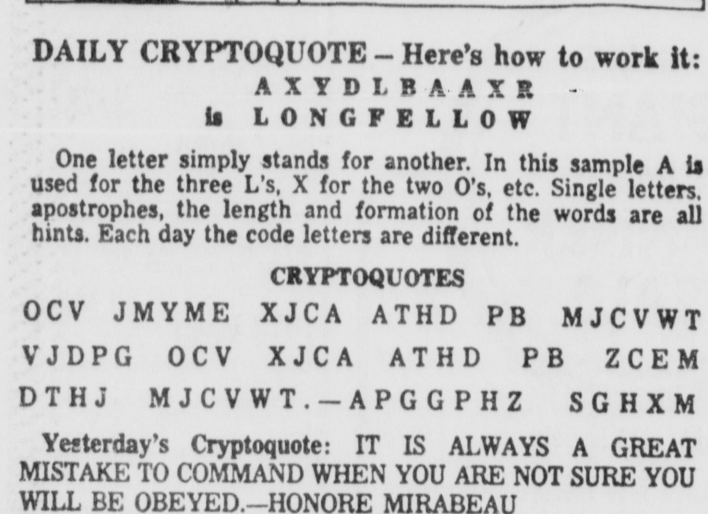 DAILY CRYPTOQUOTE – Here's how to work it:
A X Y D L B A A X R
is L O N G F E L L O W
One letter simply stands for another. In this sample A is
used for the three L's, X for the two O's, etc. Single letters,
apostrophes, the length and formation of the words are all
hints. Each day the code letters are different.
CRYPTOQUOTES
OCV JMYME XJCA ATHD PB MJCVWT
VJDPG OCV XJCA ATHD PB ZCEM
DTHJ MJCVWT.—APGGPHZ SGHXM
Yesterday's Cryptoquote: IT IS ALWAYS A GREAT
MISTAKE TO COMMAND WHEN YOU ARE NOT SURE YOU
WILL BE OBEYED.—HONORE MIRABEAU